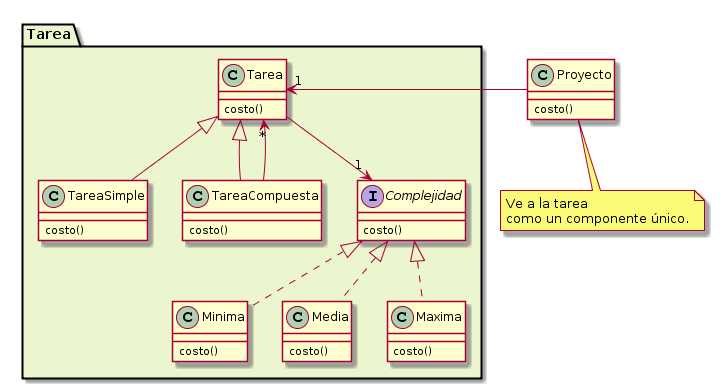 Tarea
C Tarea
costo()
1
C Proyecto
costo()
*
1
C TareaSimple
costo()
C TareaCompuesta
costo()
I Complejidad
costo()
Ve a la tarea
como un componente único.
C Minima
costo()
C Media
costo()
C Maxima
costo()